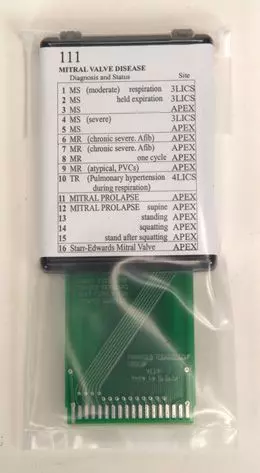 111
MITRAL VALVE DISEASE
Diagnosis and Status Site
1 MS (moderate) respiration 3LICS
2 MS held expiration 3LICS
3 MS APEX
4 MS (severe) 3LICS
5 MS APEX
6 MR (chronic severe. Afib) APEX
7 MR (chronic severe. Afib) APEX
8 MR one cycle APEX
9 MR (atypical, PVCs) APEX
10 TR (Pulmonary hypertension 4LICS
during respiration)
11 MITRAL PROLAPSE APEX
12 MITRAL PROLAPSE supine APEX
13 standing APEX
14 squatting APEX
15 stand after squatting APEX
16 Starr-Edwards Mitral Valve APEX